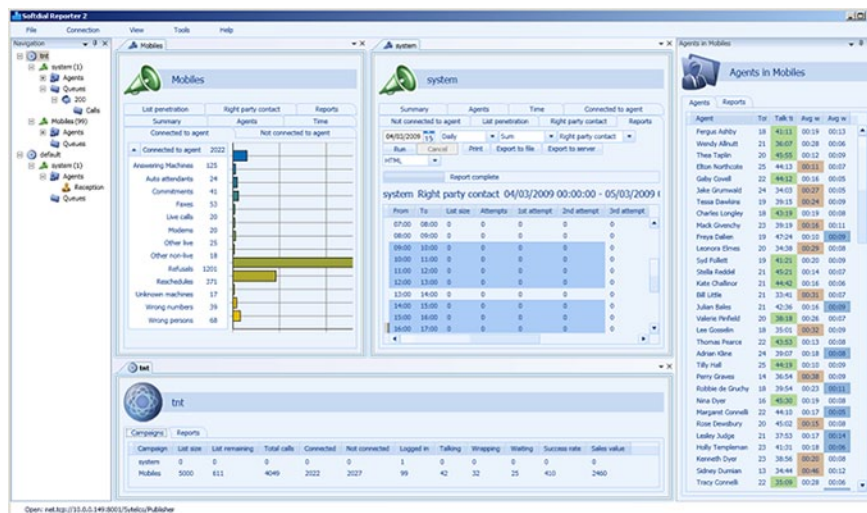 Softdial Reporter 2
File Connection View Tools Help
Navigation
tnt
system (1)
Agents
Queues
200
Calls
Mobiles (99)
Agents
Queues
default
system (1)
Agents
Reception
Queues
Mobiles
Mobiles
List penetration Right party contact Reports
Summary Agents Time
Connected to agent Not connected to agent
Connected to agent 2022
Answering Machines 125
Auto attendants 24
Commitments 41
Faxes 53
Live calls 20
Modems 20
Other live 25
Other non-live 18
Refusals 1201
Reschedules 371
Unknown machines 17
Wrong numbers 39
Wrong persons 68
system
system
Summary Agents Time Connected to agent
Not connected to agent List penetration Right party contact Reports
04/03/2009 15 Daily Sum Right party contact
Run Cancel Print Export to file Export to server
HTML
Report complete
system Right party contact 04/03/2009 00:00:00 - 05/03/2009
From To List size Attempts 1st attempt 2nd attempt 3rd attempt
07:00 08:00 0 0 0 0 0
08:00 09:00 0 0 0 0 0
09:00 10:00 0 0 0 0 0
10:00 11:00 0 0 0 0 0
11:00 12:00 0 0 0 0 0
12:00 13:00 0 0 0 0 0
13:00 14:00 0 0 0 0 0
14:00 15:00 0 0 0 0 0
15:00 16:00 0 0 0 0 0
16:00 17:00 0 0 0 0 0
tnt
tnt
Campaigns Reports
Campaign List size List remaining Total calls Connected Not connected Logged in Talking Wrapping Waiting Success rate Sales value
system 0 0 0 0 0 1 0 0 0 0 0
Mobiles 5000 611 4049 2022 2027 99 42 32 25 410 2460
Agents in Mobiles
Agents in Mobiles
Agents Reports
Agent Tot Talk ti Avg w Avg w
Fergus Ashby 18 41:11 00:19 00:13
Wendy Allnutt 21 36:07 00:28 00:06
Thea Taplin 20 45:55 00:12 00:09
Elton Northcote 25 44:13 00:11 00:07
Gaby Covell 22 44:12 00:16 00:05
Jake Grunwald 24 34:03 00:27 00:05
Tessa Dawkins 19 39:15 00:24 00:09
Charles Longley 18 43:19 00:19 00:08
Mack Givenchy 23 39:19 00:16 00:11
Freya Dallen 19 47:24 00:10 00:09
Leonora Elmes 20 34:38 00:29 00:08
Syd Follett 19 41:21 00:20 00:09
Stella Reddel 21 45:21 00:14 00:07
Kate Challinor 21 44:42 00:16 00:06
Bill Little 21 33:41 00:31 00:07
Julian Bales 21 42:36 00:16 00:09
Valerie Pinfield 20 38:18 00:26 00:07
Lee Gosselin 18 35:01 00:32 00:09
Thomas Pearce 22 43:53 00:13 00:08
Adrian Kline 24 39:07 00:18 00:08
Tilly Hall 25 44:19 00:10 00:09
Perry Graves 14 36:54 00:38 00:09
Robbie de Gruchy 18 39:54 00:23 00:11
Nina Dyer 16 45:30 00:19 00:08
Margaret Connelli 22 44:10 00:17 00:05
Rose Dewsbury 20 45:02 00:15 00:08
Lesley Judge 21 37:53 00:17 00:14
Holly Templeman 23 41:31 00:18 00:06
Kenneth Dyer 23 38:56 00:20 00:08
Sidney Dumian 13 34:44 00:46 00:12
Tracy Connelli 22 35:09 00:28 00:06
Open: net.tcp://10.0.0.149:8001/Sytelco/Publisher